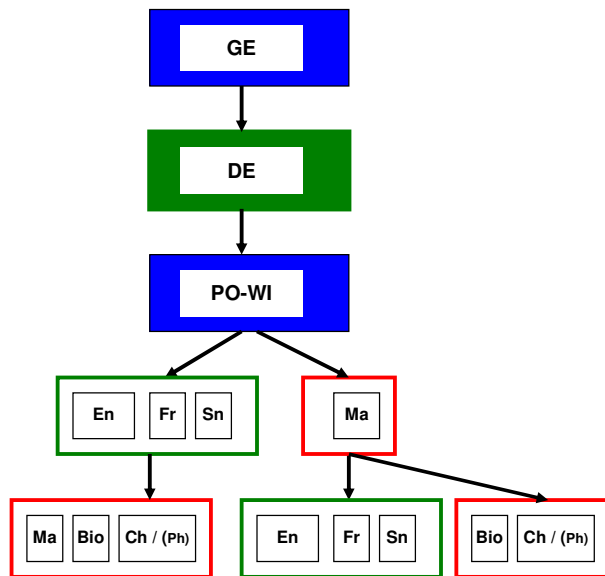 GE
DE
PO-WI
En Fr Sn Ma
Ma Bio Ch / (Ph) En Fr Sn Bio Ch / (Ph)